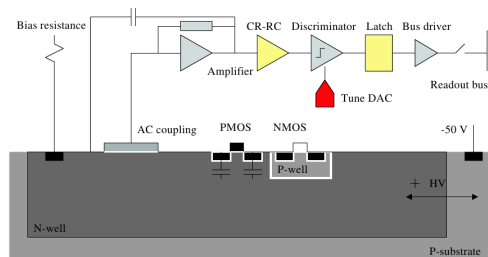 Bias resistance
CR-RC
Discriminator
Latch
Bus driver
Amplifier
Readout bus
Tune DAC
AC coupling
PMOS
NMOS
-50 V
P-well
+ HV
N-well
P-substrate